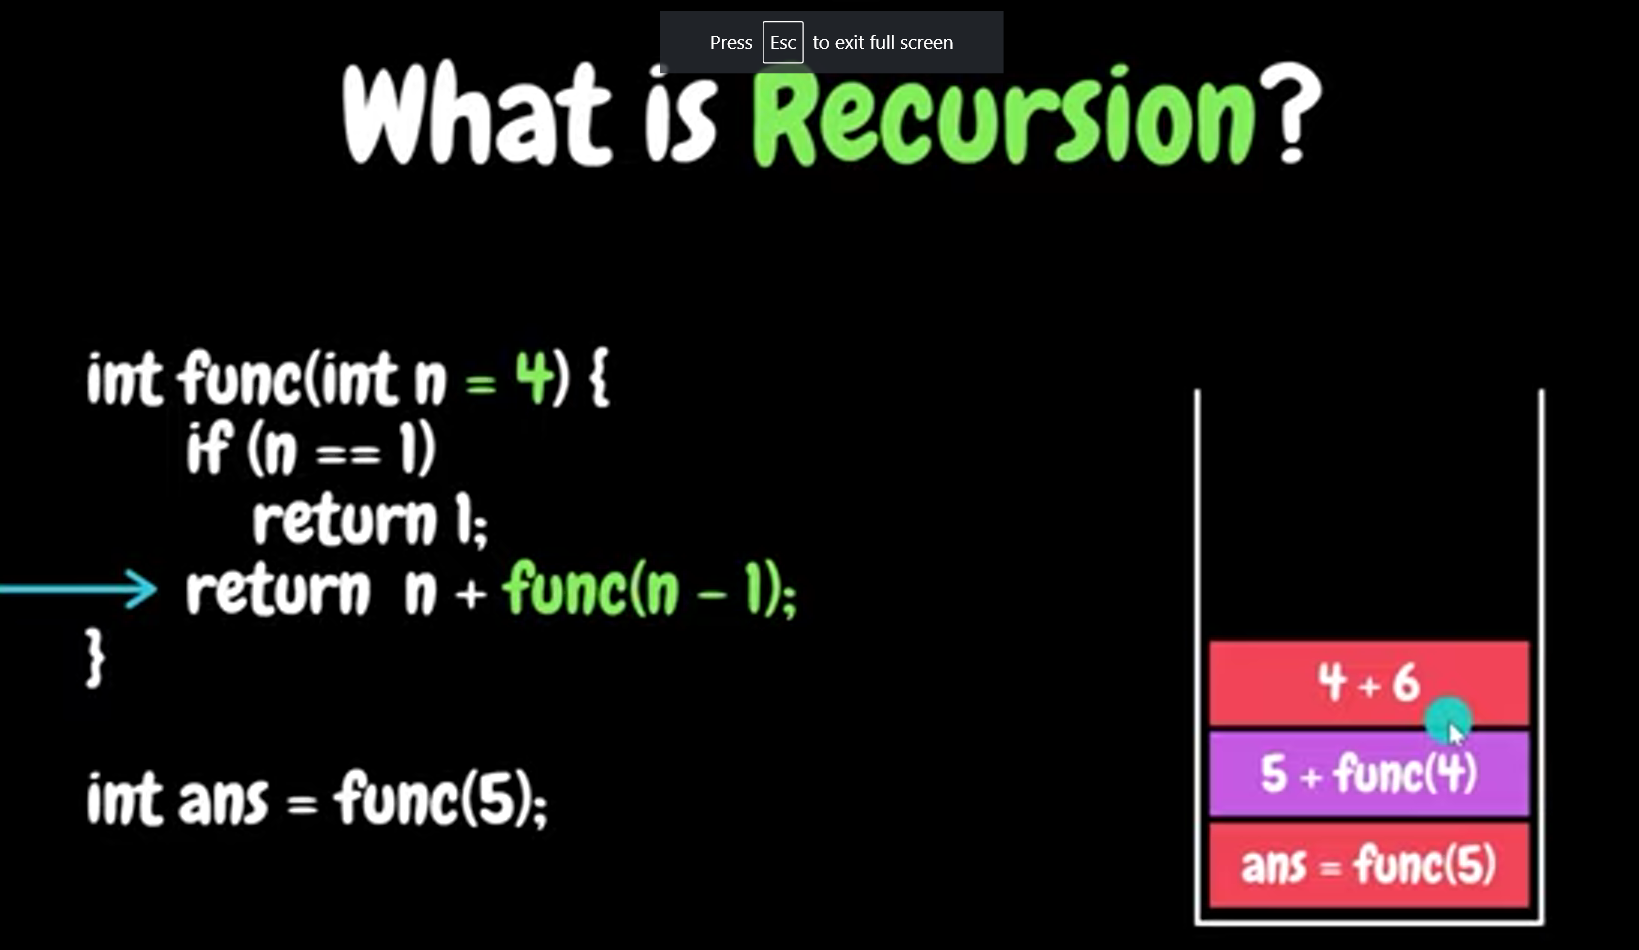 Press Esc to exit full screen
What is Recursion?
int func(int n = 4) {
if (n == 1)
return 1;
return n + func(n - 1);
}
int ans = func(5);
4 + 6
5 + func(4)
ans = func(5)